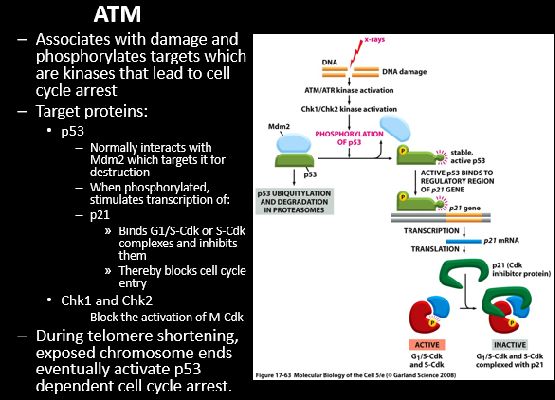 ATM
– Associates with damage and
phosphorylates targets which
are kinases that lead to cell
cycle arrest
– Target proteins:
• p53
– Normally interacts with
Mdm2 which targets it for
destruction
– When phosphorylated,
stimulates transcription of:
– p21
» Binds G1/S-Cdk or S-Cdk
complexes and inhibits
them
» Thereby blocks cell cycle
entry
• Chk1 and Chk2
Block the activation of M Cdk
– During telomere shortening,
exposed chromosome ends
eventually activate p53
dependent cell cycle arrest.
x-rays
DNA
DNA damage
ATM/ATR kinase activation
Chk1/Chk2 kinase activation
Mdm2
PHOSPHORYLATION
OF p53
p53
P
stable,
active p53
p53 UBIQUITYLATION
AND DEGRADATION
IN PROTEASOMES
ACTIVE p53 BINDS TO
REGULATORY REGION
OF p21 GENE
P
p21 gene
TRANSCRIPTION
p21 mRNA
TRANSLATION
p21 (Cdk
inhibitor protein)
ACTIVE
G1/S-Cdk
and S-Cdk
INACTIVE
G1/S-Cdk and S-Cdk
complexed with p21
Figure 17-63 Molecular Biology of the Cell 5/e (© Garland Science 2008)